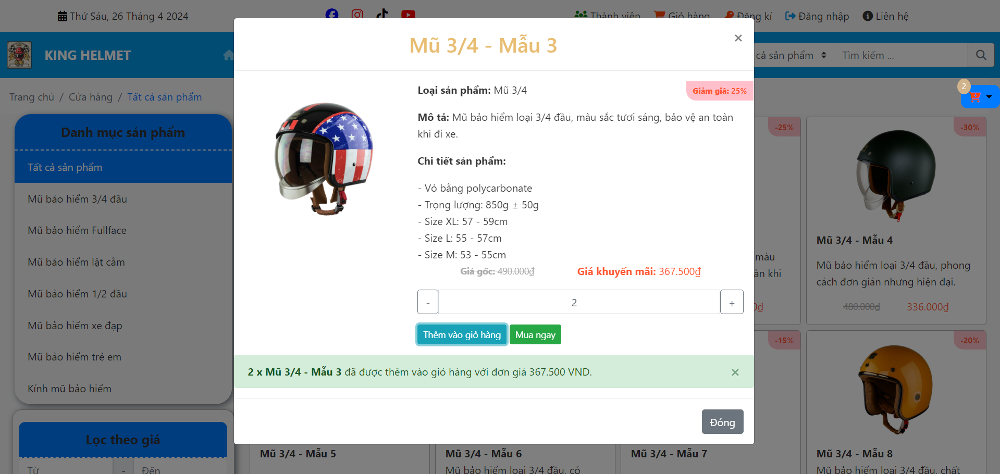 Thứ Sáu, 26 Tháng 4 2024
Thành viên
Giỏ hàng
Đăng kí
Đăng nhập
Liên hệ
KING HELMET
cả sản phẩm
Tìm kiếm ...
Trang chủ / Cửa hàng / Tất cả sản phẩm
2
Danh mục sản phẩm
Tất cả sản phẩm
Mũ bảo hiểm 3/4 đầu
Mũ bảo hiểm Fullface
Mũ bảo hiểm lật cằm
Mũ bảo hiểm 1/2 đầu
Mũ bảo hiểm xe đạp
Mũ bảo hiểm trẻ em
Kính mũ bảo hiểm
Lọc theo giá
Từ - Đến
Mũ 3/4 - Mẫu 3
×
Loại sản phẩm: Mũ 3/4
Giảm giá: 25%
Mô tả: Mũ bảo hiểm loại 3/4 đầu, màu sắc tươi sáng, bảo vệ an toàn
khi đi xe.
Chi tiết sản phẩm:
- Vỏ bằng polycarbonate
- Trọng lượng: 850g ± 50g
- Size XL: 57 - 59cm
- Size L: 55 - 57cm
- Size M: 53 - 55cm
Giá gốc: 490.000₫ Giá khuyến mãi: 367.500₫
- 2 +
Thêm vào giỏ hàng
Mua ngay
2 x Mũ 3/4 - Mẫu 3 đã được thêm vào giỏ hàng với đơn giá 367.500 VND.
×
Đóng
-25%
màu
àn khi
-30%
Mũ 3/4 - Mẫu 4
Mũ bảo hiểm loại 3/4 đầu, phong
cách đơn giản nhưng hiện đại.
480.000₫ 336.000₫
-15%
-20%
Mũ 3/4 - Mẫu 5
Mũ 3/4 - Mẫu 6
Mũ bảo hiểm loại 3/4 đầu, có
Mũ 3/4 - Mẫu 7
Mũ 3/4 - Mẫu 8
Mũ bảo hiểm loại 3/4 đầu, chất